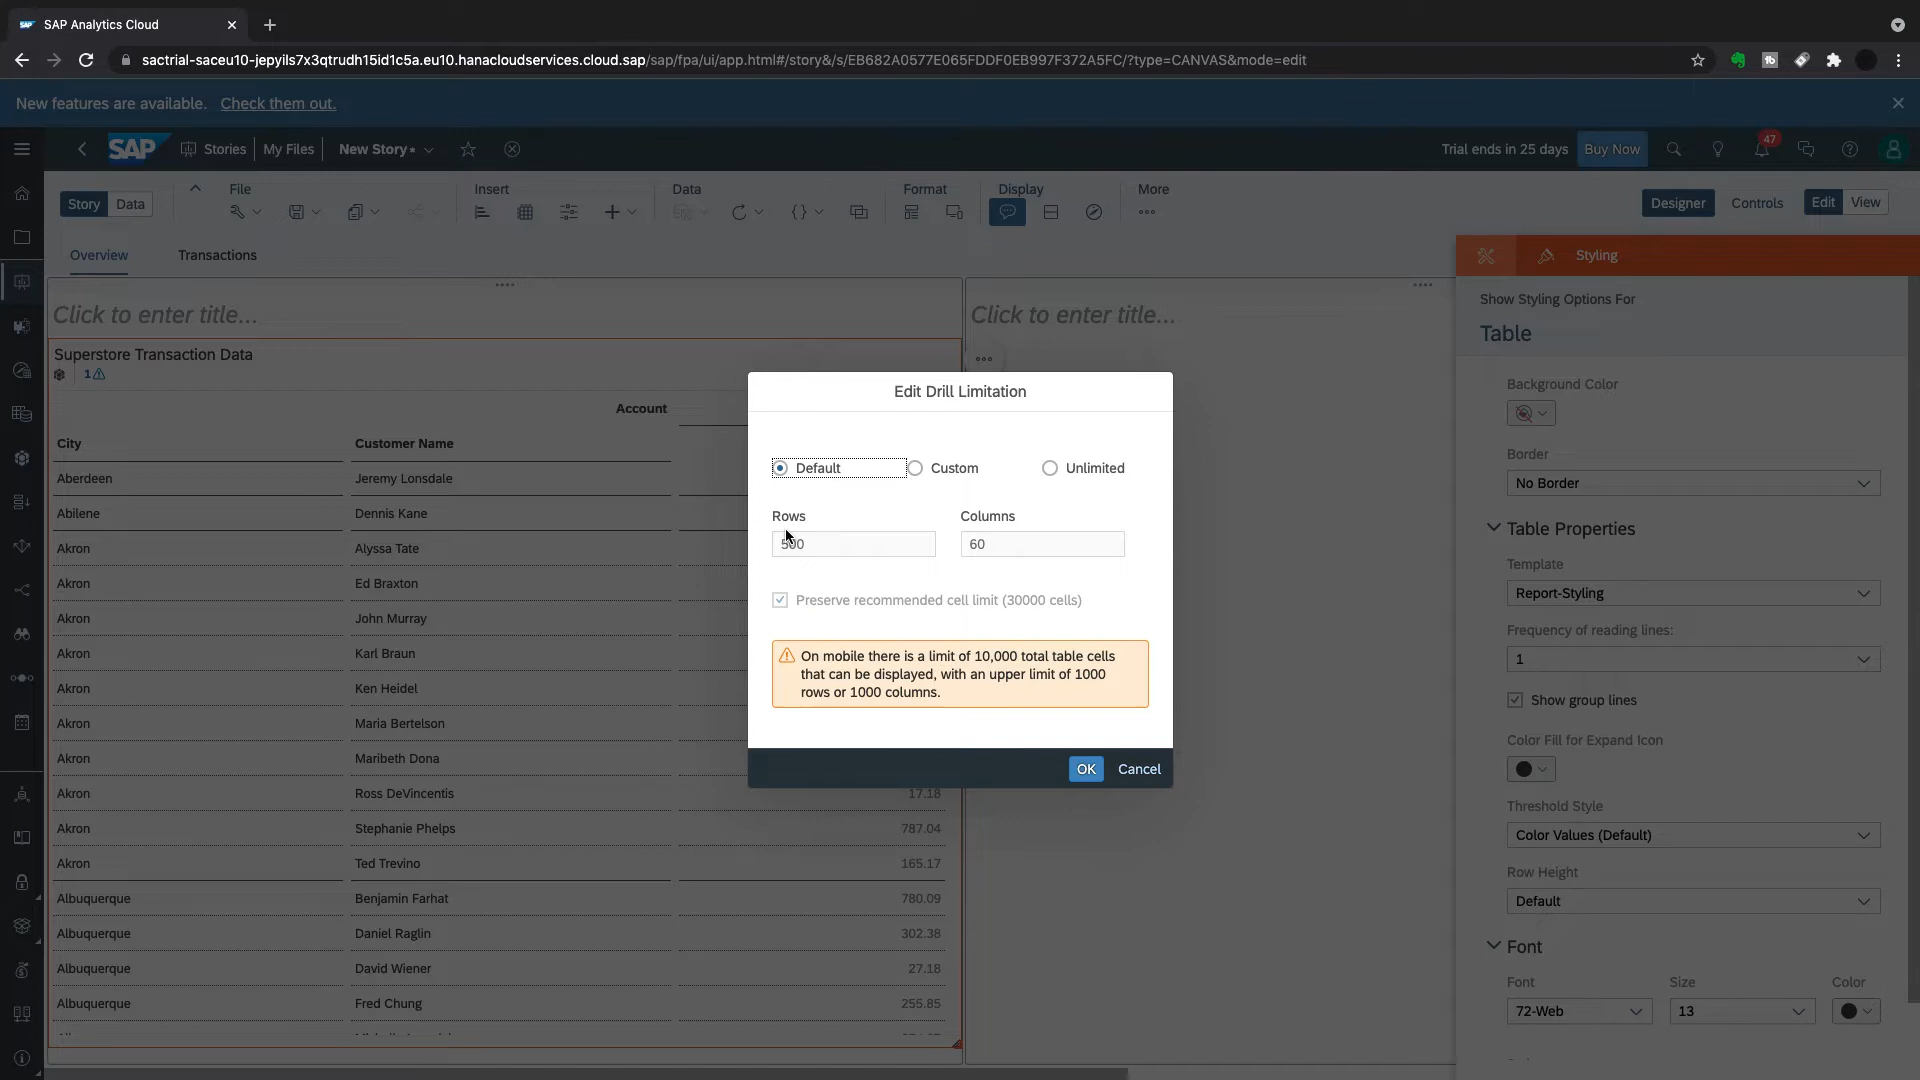 SAP Analytics Cloud
sactrial-saceu10-jepyils7x3qtrudh15id1c5a.eu10.hanacloudservices.cloud.sap/sap/fpa/ui/app.html#/story&/s/EB682A0577E065FDDF0EB997F372A5FC/?type=CANVAS&mode=edit
New features are available. Check them out.
SAP Stories My Files New Story* Trial ends in 25 days Buy Now 47
File Insert Data Format Display More
Story Data Designer Controls Edit View
Overview Transactions
Styling
Click to enter title... Click to enter title...
Show Styling Options For
Table
Superstore Transaction Data
1
Account
City Customer Name
Aberdeen Jeremy Lonsdale
Abilene Dennis Kane
Akron Alyssa Tate
Akron Ed Braxton
Akron John Murray
Akron Karl Braun
Akron Ken Heidel
Akron Maria Bertelson
Akron Maribeth Dona
Akron Ross DeVincentis 17.18
Akron Stephanie Phelps 787.04
Akron Ted Trevino 165.17
Albuquerque Benjamin Farhat 780.09
Albuquerque Daniel Raglin 302.38
Albuquerque David Wiener 27.18
Albuquerque Fred Chung 255.85
Edit Drill Limitation
Default Custom Unlimited
Rows Columns
500 60
Preserve recommended cell limit (30000 cells)
On mobile there is a limit of 10,000 total table cells
that can be displayed, with an upper limit of 1000
rows or 1000 columns.
OK Cancel
Background Color
Border
No Border
Table Properties
Template
Report-Styling
Frequency of reading lines:
1
Show group lines
Color Fill for Expand Icon
Threshold Style
Color Values (Default)
Row Height
Default
Font
Font Size Color
72-Web 13